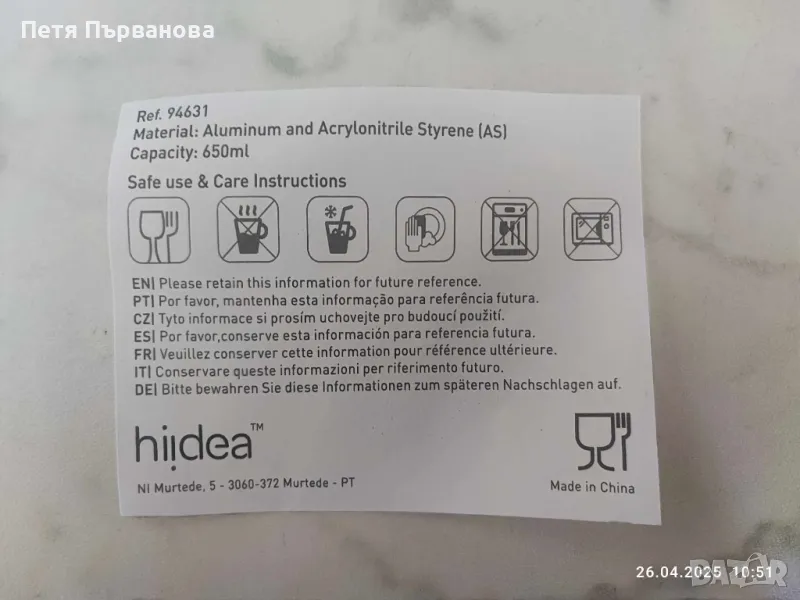 Петя Първанова
Ref. 94631
Material: Aluminum and Acrylonitrile Styrene (AS)
Capacity: 650ml
Safe use & Care Instructions
EN| Please retain this information for future reference.
PT| Por favor, mantenha esta informação para referência futura.
CZ| Tyto informace si prosím uchovejte pro budoucí použití.
ES| Por favor,conserve esta información para referencia futura.
FR| Veuillez conserver cette information pour référence ultérieure.
IT| Conservare queste informazioni per riferimento futuro.
DE| Bitte bewahren Sie diese Informationen zum späteren Nachschlagen auf.
hi!dea™
NI Murtede, 5 - 3060-372 Murtede - PT
Made in China
26.04.2025 10:51
BAZAR